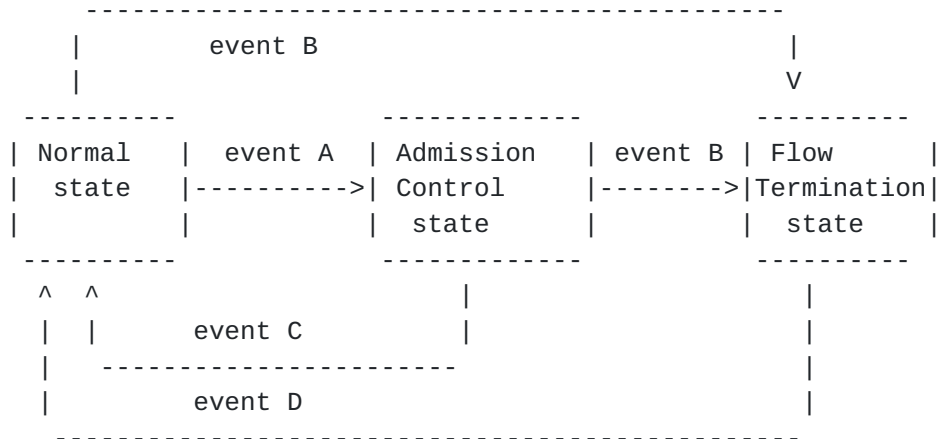 event B
V
Normal event A Admission event B Flow
state Control Termination
state state
event C
event D